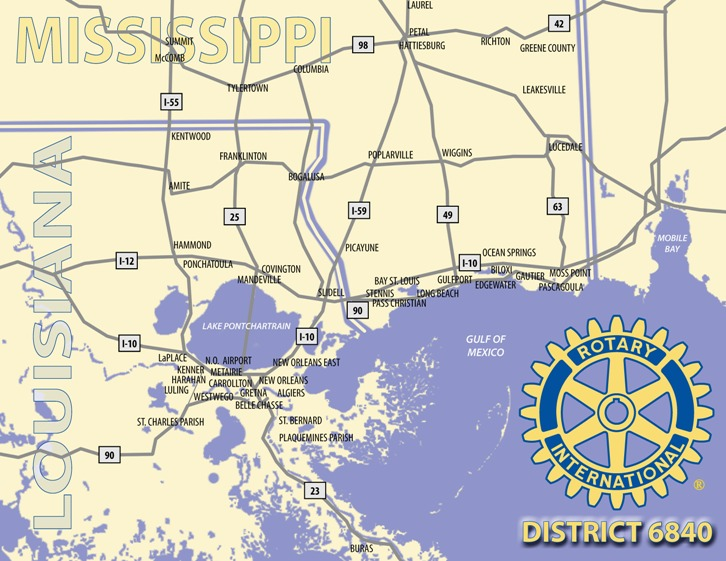 LAUREL
MISSISSIPPI
SUMMIT
McCOMB
98
PETAL
HATTIESBURG
RICHTON
42
GREENE COUNTY
COLUMBIA
TYLERTOWN
LEAKESVILLE
I-55
KENTWOOD
LOUISIANA
FRANKLINTON
POPLARVILLE
WIGGINS
LUCEDALE
AMITE
BOGALUSA
25
I-59
49
63
HAMMOND
PICAYUNE
MOBILE
BAY
I-12
PONCHATOULA
COVINGTON
MANDEVILLE
I-10
OCEAN SPRINGS
BILOXI
GAUTIER
MOSS POINT
SLIDELL
BAY ST. LOUIS
GULFPORT
EDGEWATER
PASCAGOULA
STENNIS
LONG BEACH
PASS CHRISTIAN
90
LAKE PONTCHARTRAIN
I-10
I-10
GULF OF
MEXICO
LaPLACE
N.O. AIRPORT
NEW ORLEANS EAST
KENNER
METAIRIE
HARAHAN
CARROLLTON
NEW ORLEANS
LULING
WESTWEGO
GRETNA
ALGIERS
BELLE CHASSE
ST. CHARLES PARISH
ST. BERNARD
PLAQUEMINES PARISH
90
23
BURAS
ROTARY
INTERNATIONAL
®
DISTRICT 6840